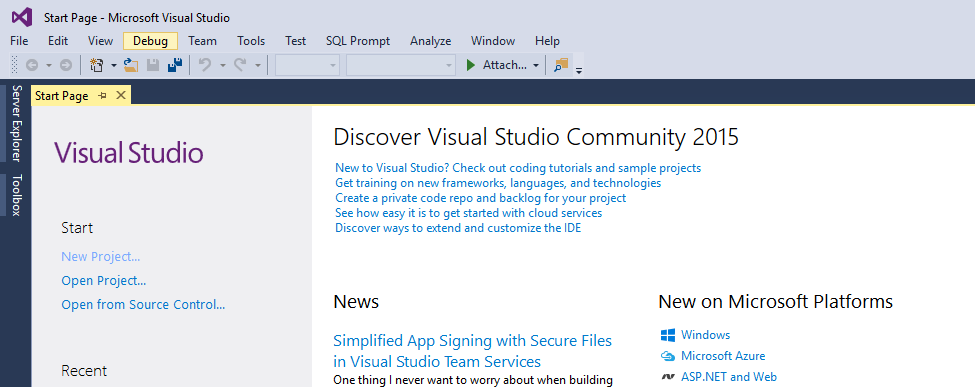 Start Page - Microsoft Visual Studio
File Edit View Debug Team Tools Test SQL Prompt Analyze Window Help
Attach...
Server Explorer
Toolbox
Start Page
Visual Studio
Start
New Project...
Open Project...
Open from Source Control...
Recent
Discover Visual Studio Community 2015
New to Visual Studio? Check out coding tutorials and sample projects
Get training on new frameworks, languages, and technologies
Create a private code repo and backlog for your project
See how easy it is to get started with cloud services
Discover ways to extend and customize the IDE
News
Simplified App Signing with Secure Files
in Visual Studio Team Services
One thing I never want to worry about when building
New on Microsoft Platforms
Windows
Microsoft Azure
ASP.NET and Web